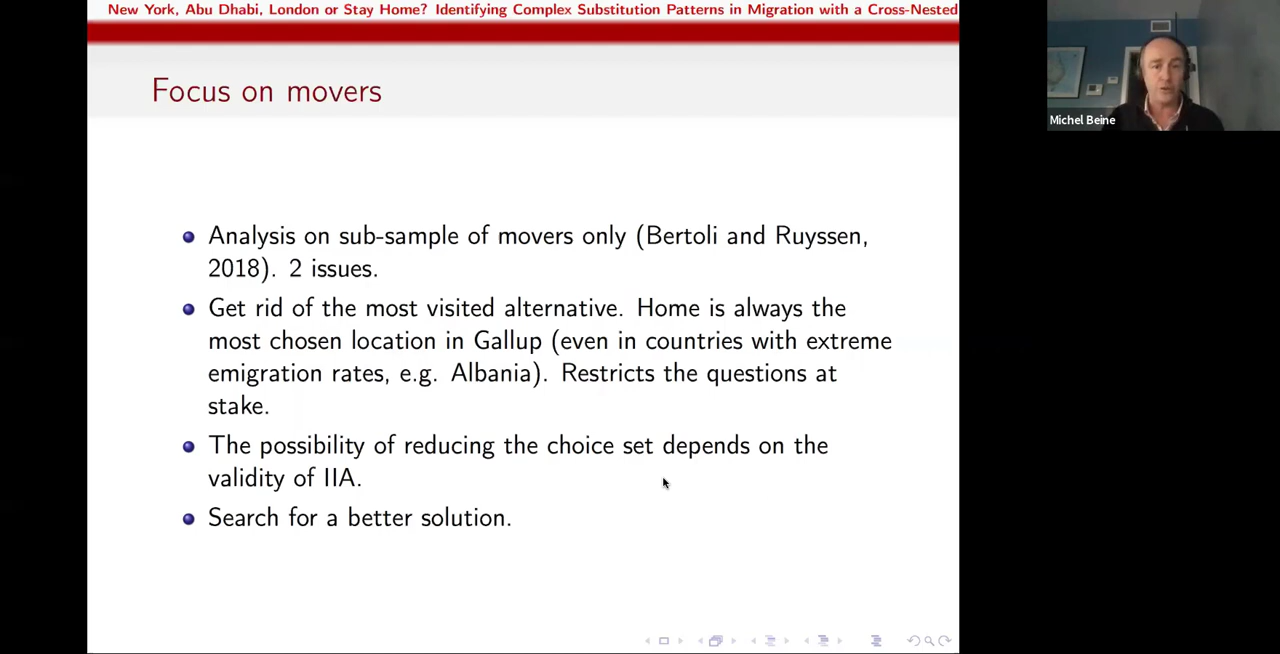 New York, Abu Dhabi, London or Stay Home? Identifying Complex Substitution Patterns in Migration with a Cross-Nested
Focus on movers
Michel Beine
Analysis on sub-sample of movers only (Bertoli and Ruyssen,
2018). 2 issues.
Get rid of the most visited alternative. Home is always the
most chosen location in Gallup (even in countries with extreme
emigration rates, e.g. Albania). Restricts the questions at
stake.
The possibility of reducing the choice set depends on the
validity of IIA.
Search for a better solution.